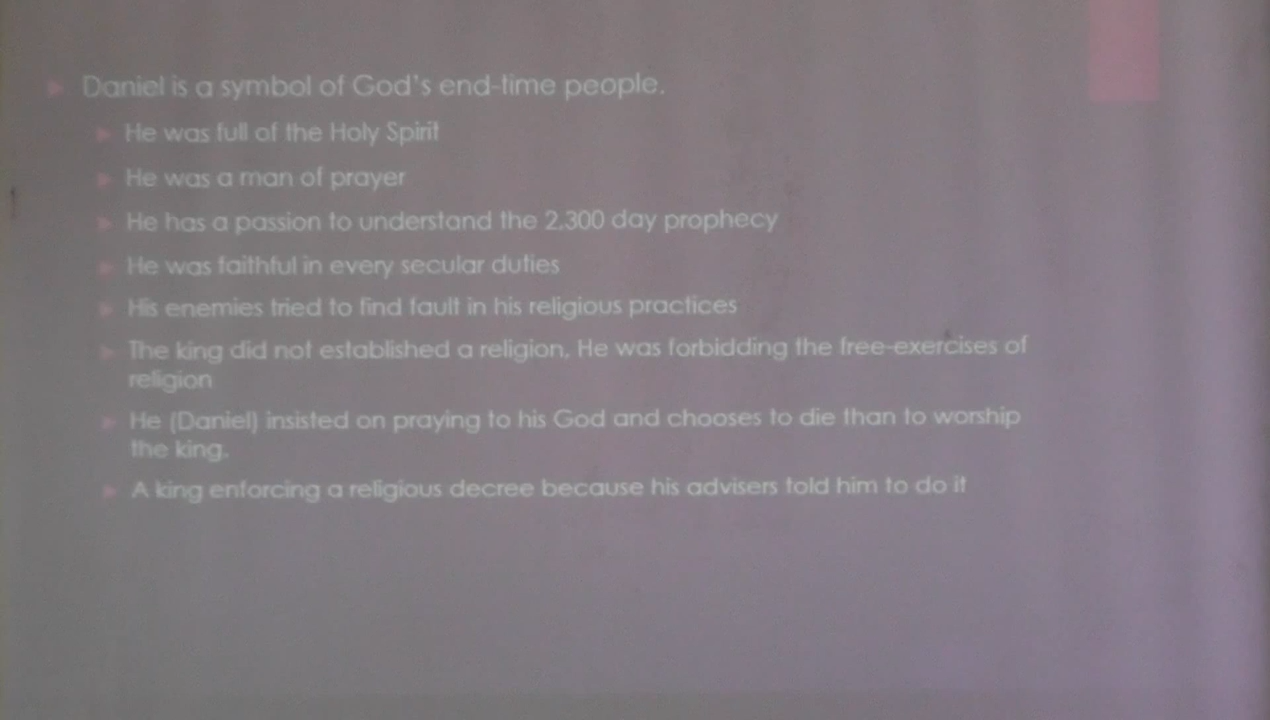 Daniel is a symbol of God's end-time people.
He was full of the Holy Spirit
He was a man of prayer
He has a passion to understand the 2,300 day prophecy
He was faithful in every secular duties
His enemies tried to find fault in his religious practices
The king did not established a religion, He was forbidding the free-exercises of
religion
He (Daniel) insisted on praying to his God and chooses to die than to worship
the king.
A king enforcing a religious decree because his advisers told him to do it